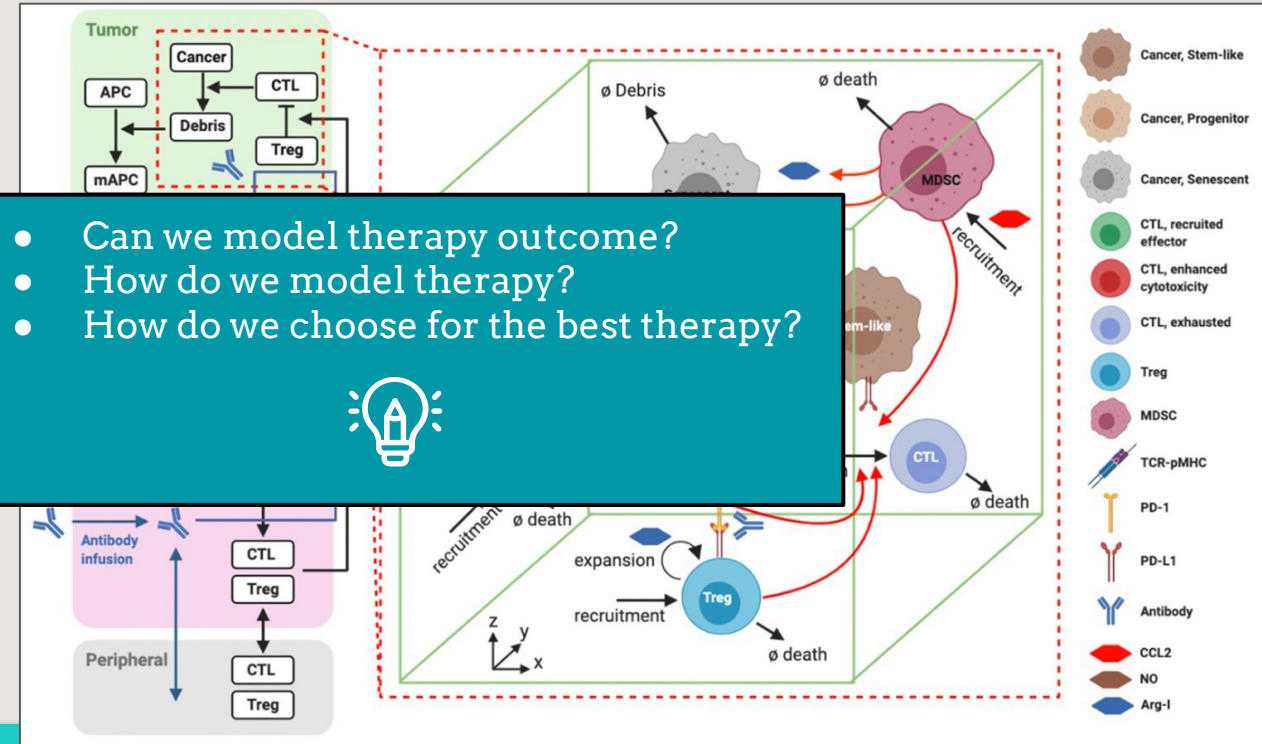 Tumor
Cancer
APC
CTL
Debris
Treg
mAPC
● Can we model therapy outcome?
● How do we model therapy?
● How do we choose for the best therapy?
Antibody
infusion
CTL
Treg
Peripheral
CTL
Treg
ø Debris
ø death
MDSC
recruitment
em-like
CTL
ø death
recruitment
ø death
expansion
recruitment
Treg
ø death
z
y
x
Cancer, Stem-like
Cancer, Progenitor
Cancer, Senescent
CTL, recruited
effector
CTL, enhanced
cytotoxicity
CTL, exhausted
Treg
MDSC
TCR-pMHC
PD-1
PD-L1
Antibody
CCL2
NO
Arg-I